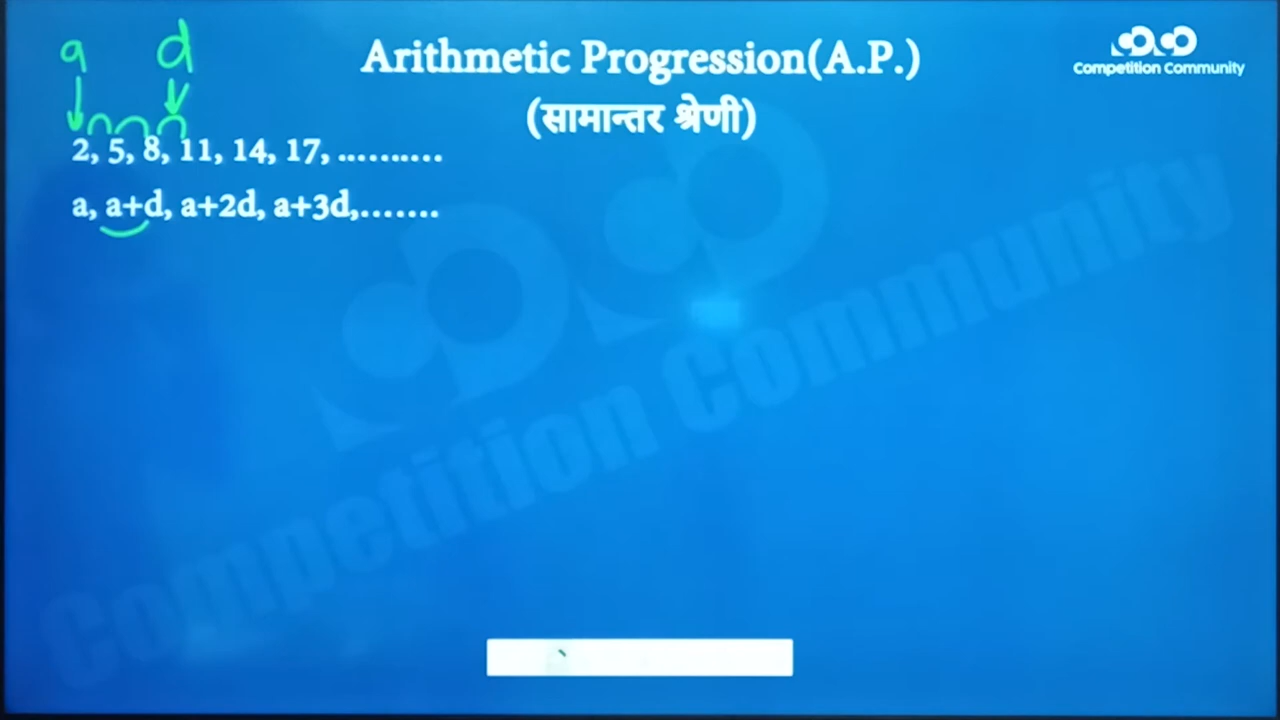 a d
Arithmetic Progression(A.P.)
Competition Community
(सामान्तर श्रेणी)
2, 5, 8, 11, 14, 17, ..........
a, a+d, a+2d, a+3d,.......
Competition Community